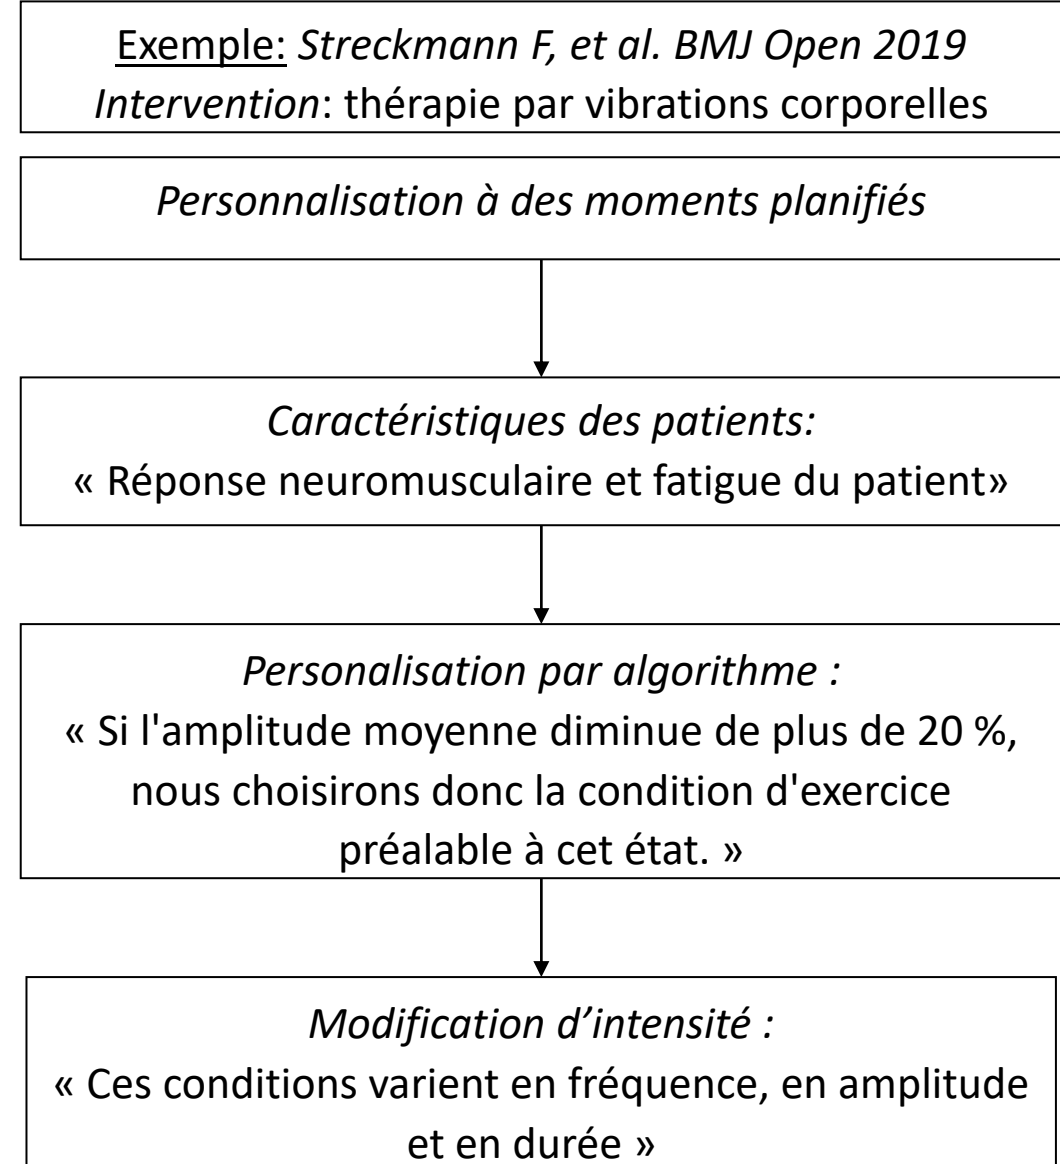 Exemple: Streckmann F, et al. BMJ Open 2019
Intervention: thérapie par vibrations corporelles
Personnalisation à des moments planifiés
Caractéristiques des patients:
« Réponse neuromusculaire et fatigue du patient»
Personalisation par algorithme :
« Si l'amplitude moyenne diminue de plus de 20 %,
nous choisirons donc la condition d'exercice
préalable à cet état. »
Modification d’intensité :
« Ces conditions varient en fréquence, en amplitude
et en durée »